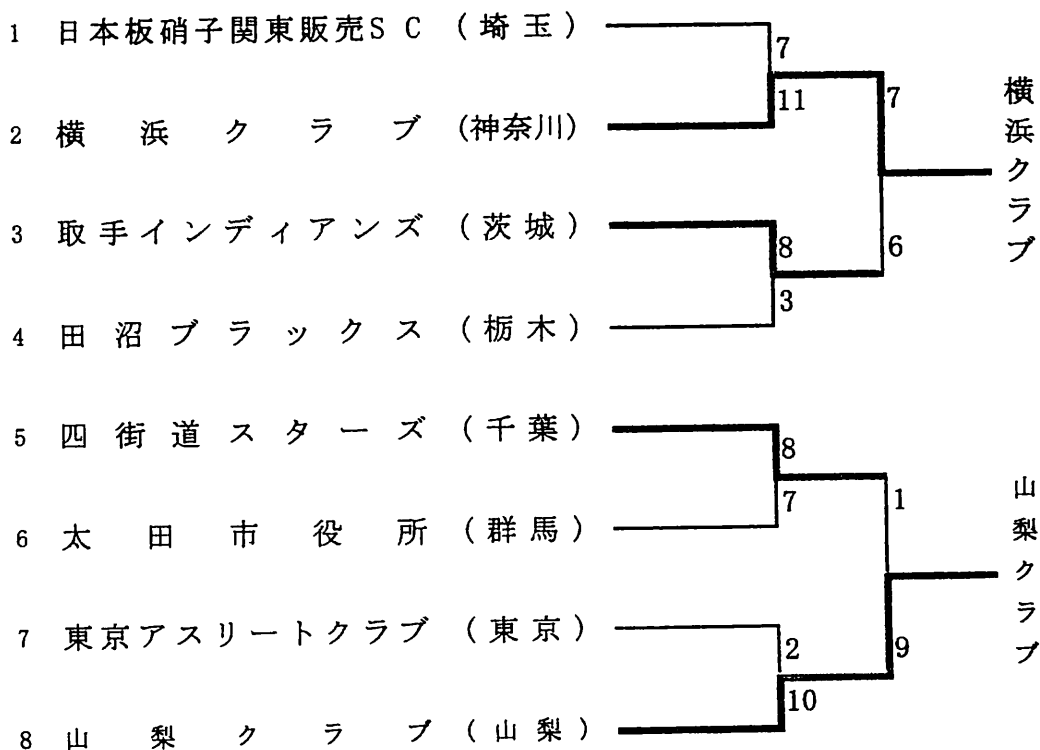 1 日本板硝子関東販売SC (埼玉)
7
11
2 横浜クラブ (神奈川)
7
横浜クラブ
3 取手インディアンズ (茨城)
8
3
6
4 田沼ブラックス (栃木)
5 四街道スターズ (千葉)
8
7
1
6 太田市役所 (群馬)
山梨クラブ
7 東京アスリートクラブ (東京)
2
10
9
8 山梨クラブ (山梨)